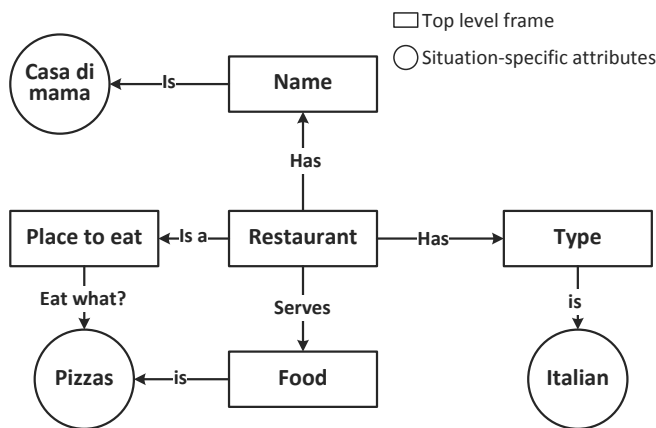 Top level frame
Situation-specific attributes
Casa di
mama
Is
Name
Has
Place to eat
Is a
Restaurant
Has
Type
Eat what?
Serves
is
Pizzas
is
Food
Italian